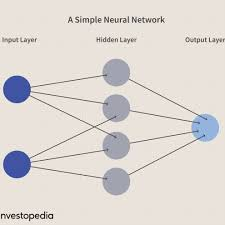 A Simple Neural Network
Input Layer
Hidden Layer
Output Layer
nvestopedia